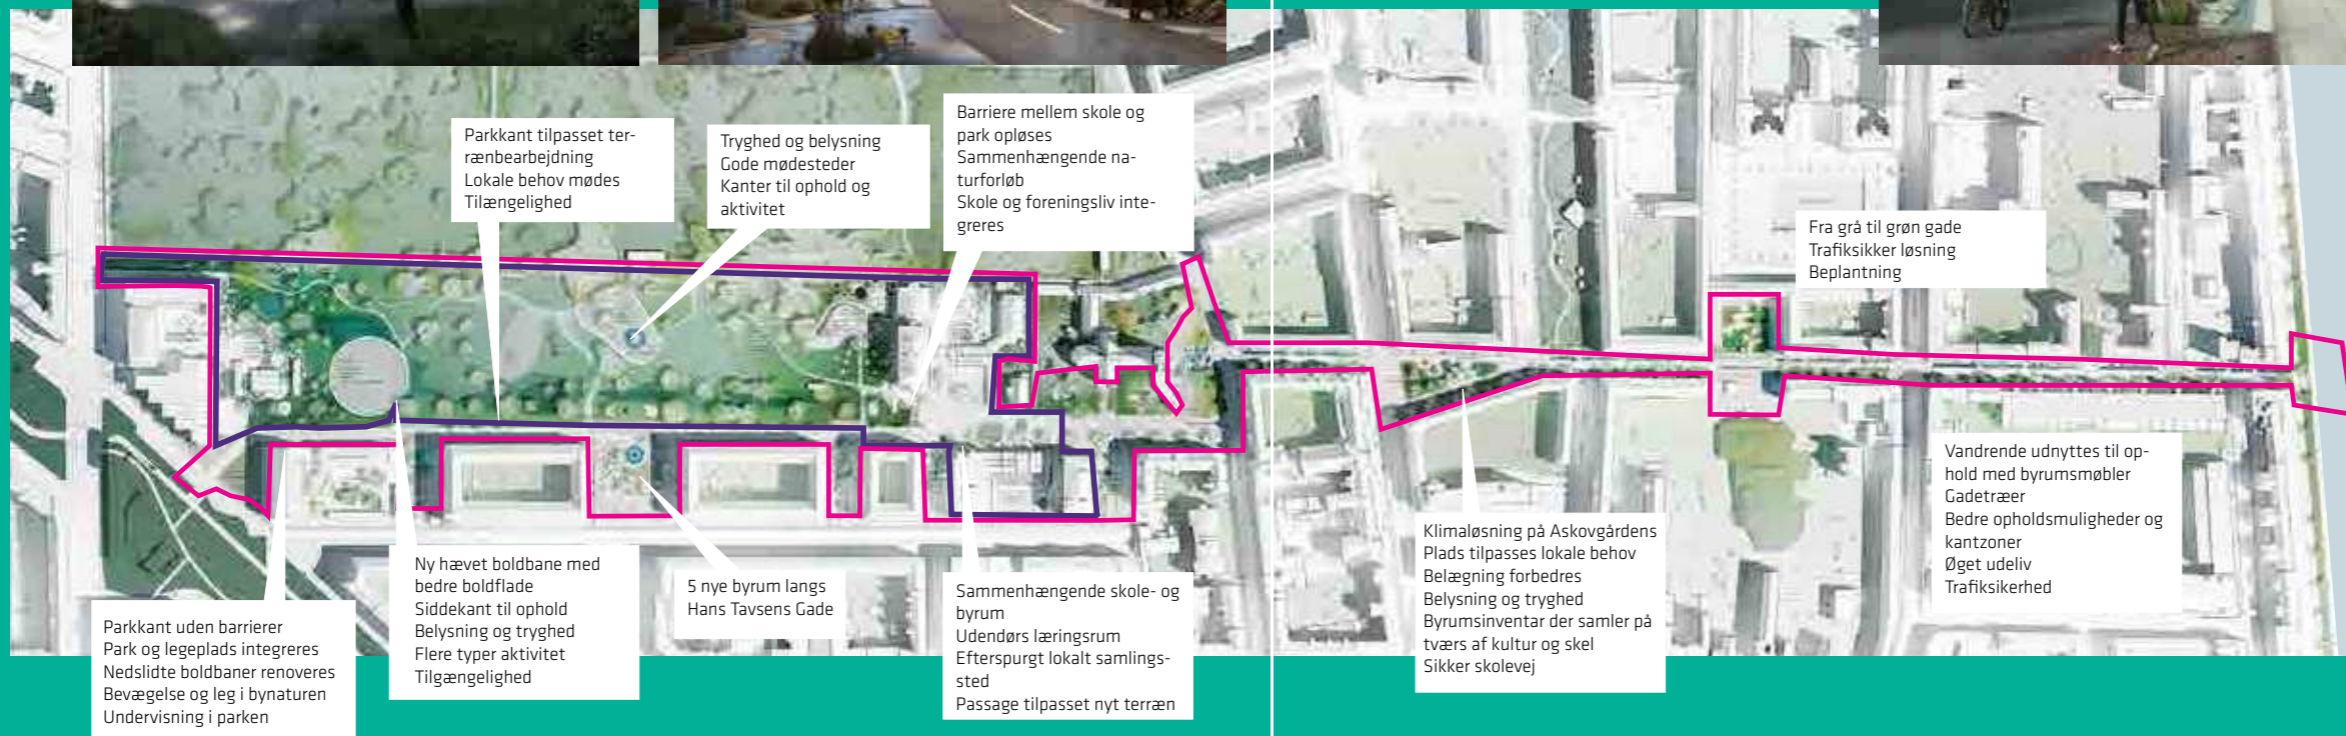 Parkkant tilpasset ter-
rænbearbejdning
Lokale behov mødes
Tilængelighed
Tryghed og belysning
Gode mødesteder
Kanter til ophold og
aktivitet
Barriere mellem skole og
park opløses
Sammenhængende na-
turforløb
Skole og foreningsliv inte-
greres
Fra grå til grøn gade
Trafiksikker løsning
Beplantning
Parkkant uden barrierer
Park og legeplads integreres
Nedslidte boldbaner renoveres
Bevægelse og leg i bynaturen
Undervisning i parken
Ny hævet boldbane med
bedre boldflade
Siddekant til ophold
Belysning og tryghed
Flere typer aktivitet
Tilgængelighed
5 nye byrum langs
Hans Tavsens Gade
Sammenhængende skole- og
byrum
Udendørs læringsrum
Efterspurgt lokalt samlings-
sted
Passage tilpasset nyt terræn
Klimaløsning på Askovgårdens
Plads tilpasses lokale behov
Belægning forbedres
Belysning og tryghed
Byrumsinventar der samler på
tværs af kultur og skel
Sikker skolevej
Vandrende udnyttes til op-
hold med byrumsmøbler
Gadetræer
Bedre opholdsmuligheder og
kantzoner
Øget udeliv
Trafiksikerhed